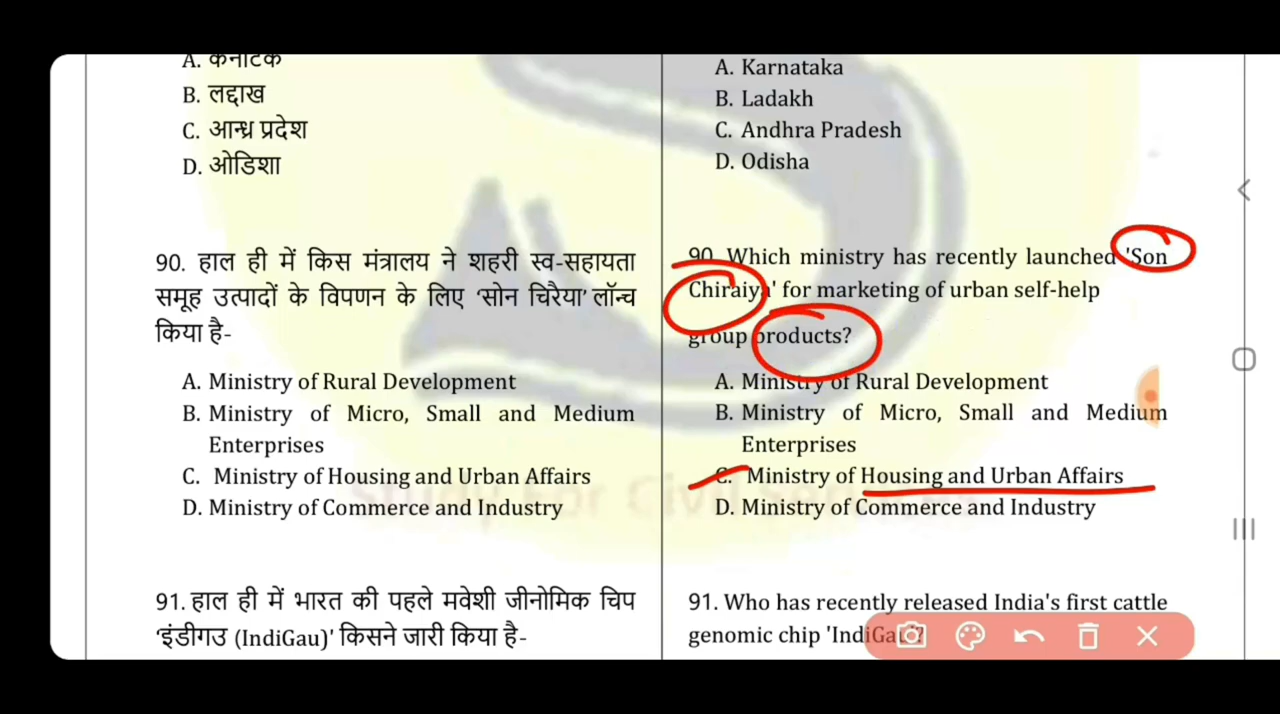 A. कर्नाटक
B. लद्दाख
C. आन्ध्र प्रदेश
D. ओडिशा
90. हाल ही में किस मंत्रालय ने शहरी स्व-सहायता
समूह उत्पादों के विपणन के लिए ‘सोन चिरैया’ लॉन्च
किया है-
A. Ministry of Rural Development
B. Ministry of Micro, Small and Medium
Enterprises
C. Ministry of Housing and Urban Affairs
D. Ministry of Commerce and Industry
91. हाल ही में भारत की पहले मवेशी जीनोमिक चिप
‘इंडीगउ (IndiGau)’ किसने जारी किया है-
A. Karnataka
B. Ladakh
C. Andhra Pradesh
D. Odisha
90. Which ministry has recently launched 'Son
Chiraiya' for marketing of urban self-help
group products?
A. Ministry of Rural Development
B. Ministry of Micro, Small and Medium
Enterprises
C. Ministry of Housing and Urban Affairs
D. Ministry of Commerce and Industry
91. Who has recently released India's first cattle
genomic chip 'IndiGau'?
Study For Civil